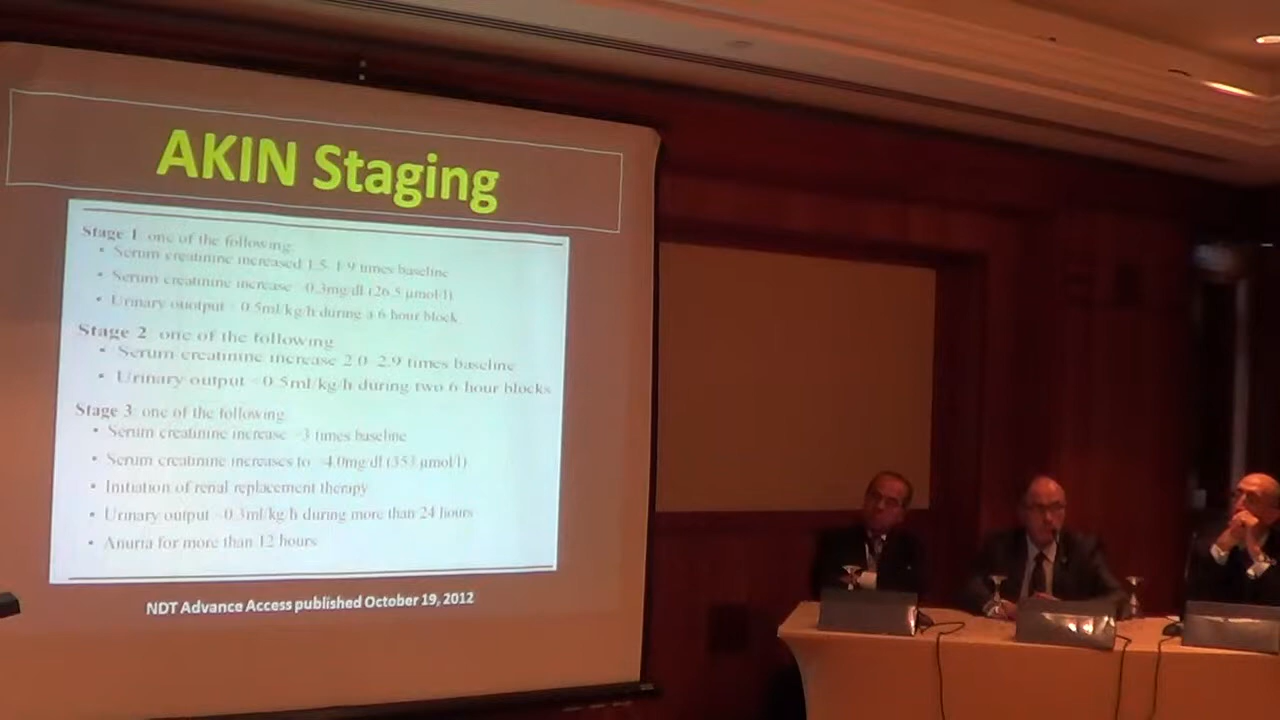 AKIN Staging
Stage 1: one of the following:
• Serum creatinine increased 1.5-1.9 times baseline
• Serum creatinine increase 0.3mg/dl (26.5 µmol/l)
• Urinary ouotput 0.5ml/kg/h during a 6 hour block
Stage 2: one of the following
• Serum creatinine increase 2.0-2.9 times baseline
• Urinary output <0.5ml/kg/h during two 6 hour blocks
Stage 3: one of the following
• Serum creatinine increase 3 times baseline
• Serum creatinine increases to 4.0mg/dl (353 µmol/l)
• Initiation of renal replacement therapy
• Urinary output 0.3ml/kg/h during more than 24 hours
• Anuria for more than 12 hours
NDT Advance Access published October 19, 2012